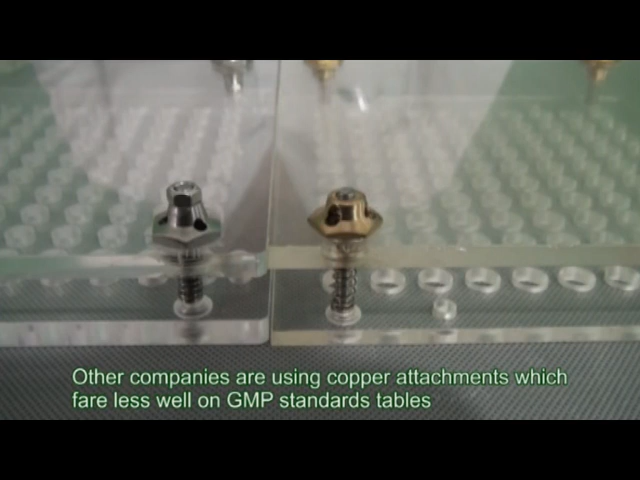 Other companies are using copper attachments which
fare less well on GMP standards tables